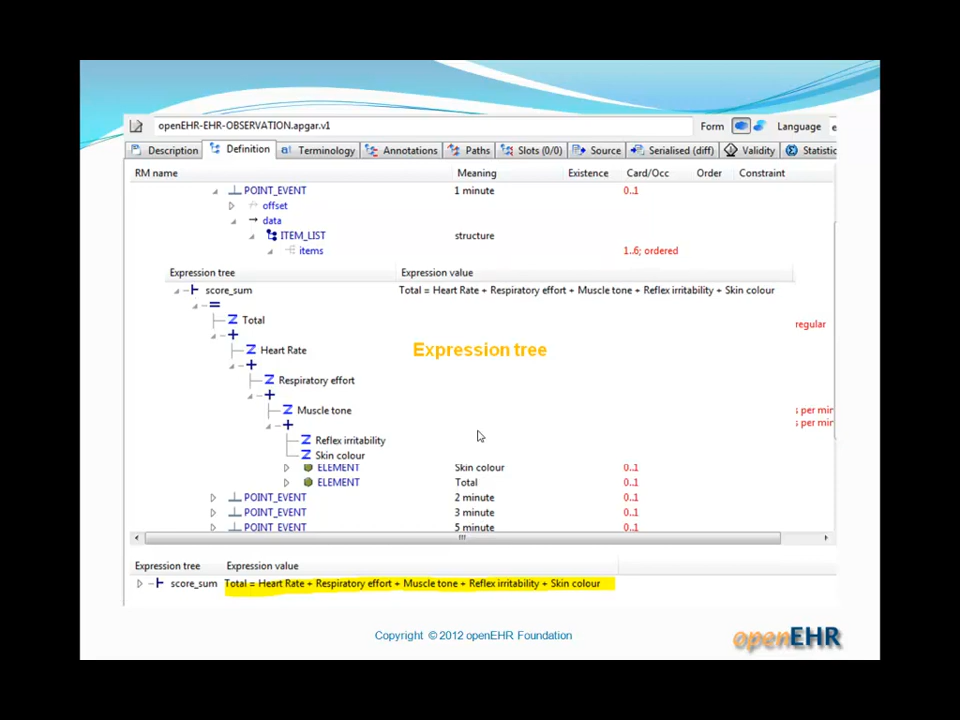 openEHR-EHR-OBSERVATION.apgar.v1 Form Language e
Description Definition Terminology Annotations Paths Slots (0/0) Source Serialised (diff) Validity Statistic
RM name Meaning Existence Card/Occ Order Constraint
POINT_EVENT 1 minute 0..1
offset
data
ITEM_LIST structure
items 1..6; ordered
Expression tree Expression value
score_sum Total = Heart Rate + Respiratory effort + Muscle tone + Reflex irritability + Skin colour
=
Z Total
regular
+
Z Heart Rate
Expression tree
+
Z Respiratory effort
+
Z Muscle tone
s per min
+
s per min
Z Reflex irritability
Z Skin colour
ELEMENT Skin colour 0..1
ELEMENT Total 0..1
POINT_EVENT 2 minute 0..1
POINT_EVENT 3 minute 0..1
POINT_EVENT 5 minute 0..1
Expression tree Expression value
score_sum Total = Heart Rate + Respiratory effort + Muscle tone + Reflex irritability + Skin colour
Copyright © 2012 openEHR Foundation
openEHR